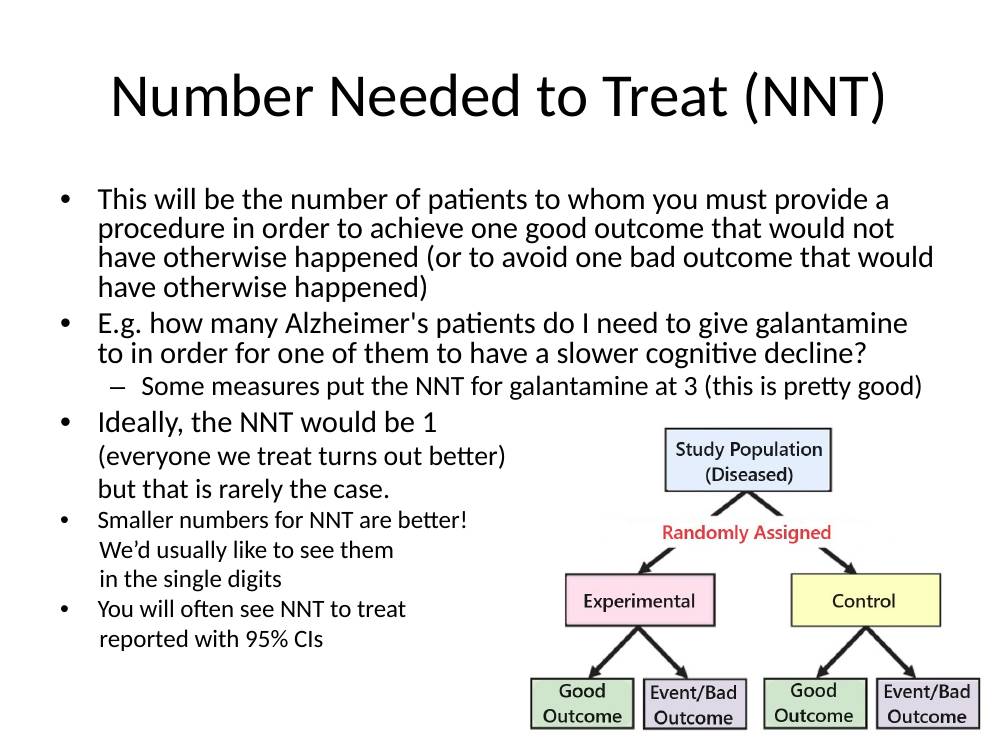 Number Needed to Treat (NNT)
• This will be the number of patients to whom you must provide a
procedure in order to achieve one good outcome that would not
have otherwise happened (or to avoid one bad outcome that would
have otherwise happened)
• E.g. how many Alzheimer's patients do I need to give galantamine
to in order for one of them to have a slower cognitive decline?
– Some measures put the NNT for galantamine at 3 (this is pretty good)
• Ideally, the NNT would be 1
(everyone we treat turns out better)
but that is rarely the case.
• Smaller numbers for NNT are better!
We’d usually like to see them
in the single digits
• You will often see NNT to treat
reported with 95% CIs
Study Population
(Diseased)
Randomly Assigned
Experimental
Control
Good
Outcome
Event/Bad
Outcome
Good
Outcome
Event/Bad
Outcome